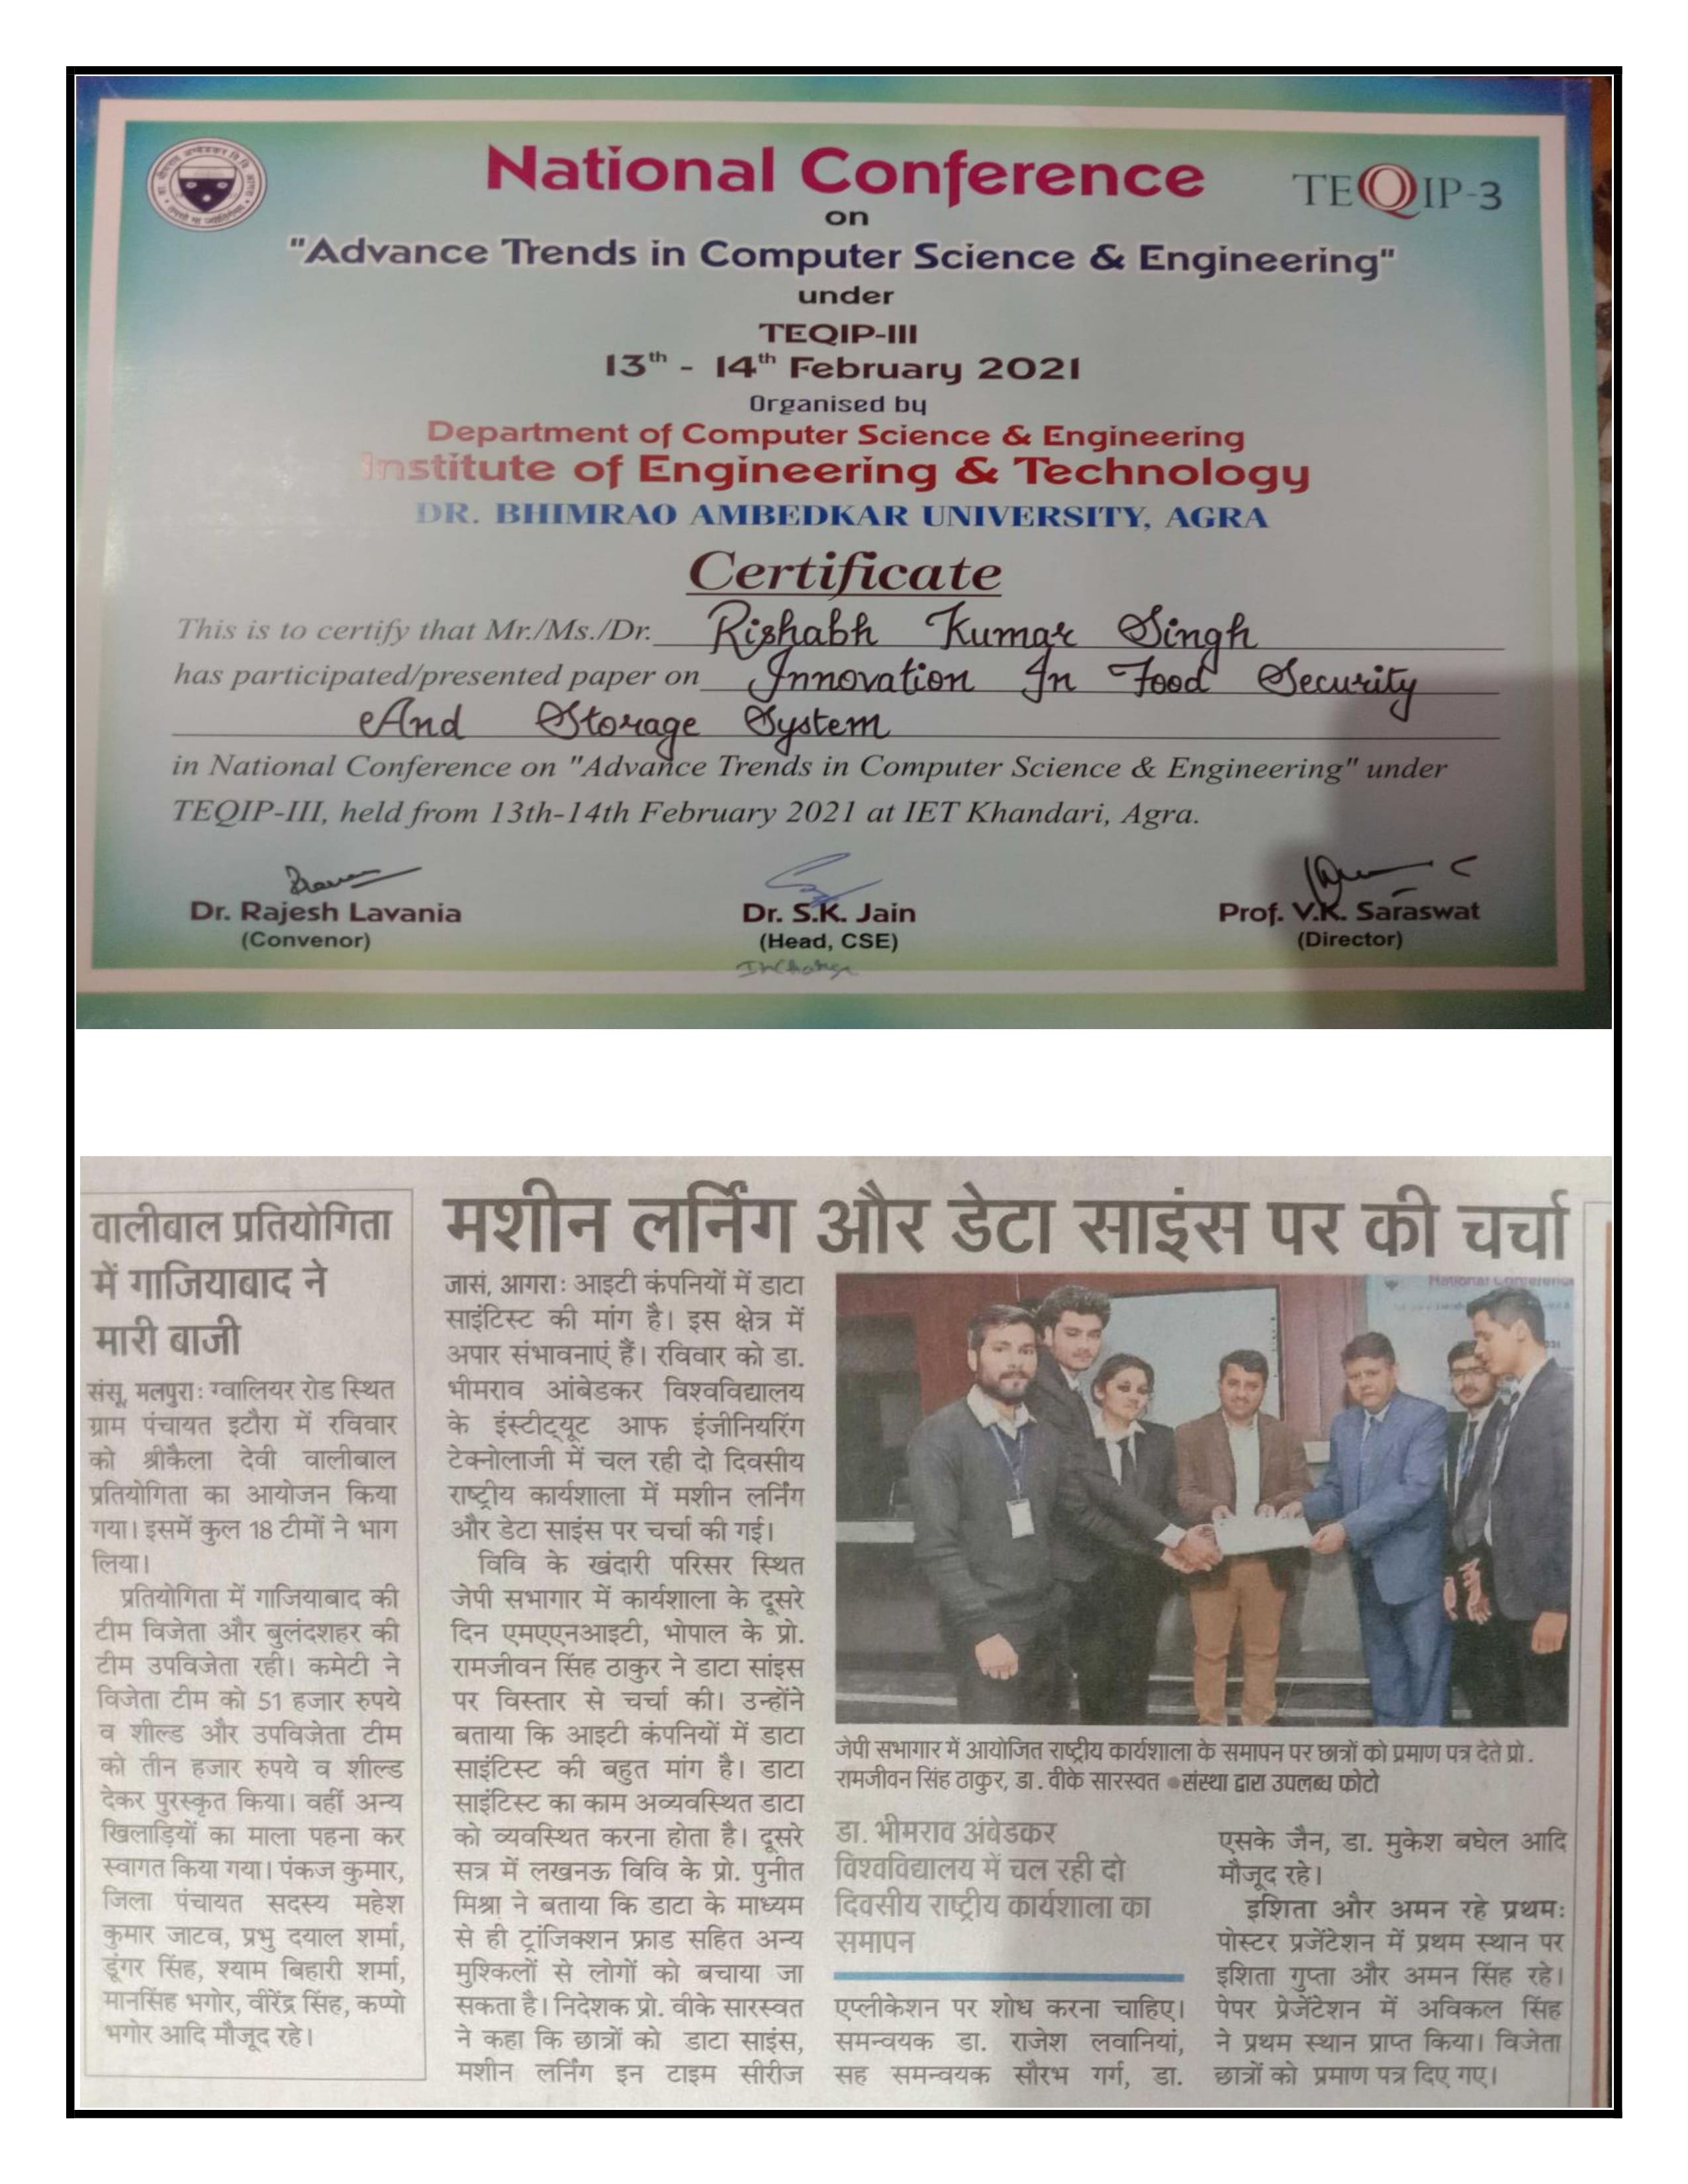 National Conference
TEQIP-3
on
"Advance Trends in Computer Science & Engineering"
under
TEQIP-III
13th - 14th February 2021
Organised by
Department of Computer Science & Engineering
Institute of Engineering & Technology
DR. BHIMRAO AMBEDKAR UNIVERSITY, AGRA
Certificate
This is to certify that Mr./Ms./Dr. Rishabh Kumar Singh
has participated/presented paper on Innovation In Food Security
And Storage System
in National Conference on "Advance Trends in Computer Science & Engineering" under
TEQIP-III, held from 13th-14th February 2021 at IET Khandari, Agra.
Dr. Rajesh Lavania
(Convenor)
Dr. S.K. Jain
(Head, CSE)
InCharge
Prof. V.K. Saraswat
(Director)
वालीबाल प्रतियोगिता
में गाजियाबाद ने
मारी बाजी
संसू, मलपुरा: ग्वालियर रोड स्थित
ग्राम पंचायत इटौरा में रविवार
को श्रीकैला देवी वालीबाल
प्रतियोगिता का आयोजन किया
गया। इसमें कुल 18 टीमों ने भाग
लिया।
प्रतियोगिता में गाजियाबाद की
टीम विजेता और बुलंदशहर की
टीम उपविजेता रही। कमेटी ने
विजेता टीम को 51 हजार रुपये
व शील्ड और उपविजेता टीम
को तीन हजार रुपये व शील्ड
देकर पुरस्कृत किया। वहीं अन्य
खिलाड़ियों का माला पहना कर
स्वागत किया गया। पंकज कुमार,
जिला पंचायत सदस्य महेश
कुमार जाटव, प्रभु दयाल शर्मा,
डूंगर सिंह, श्याम बिहारी शर्मा,
मानसिंह भगोर, वीरेंद्र सिंह, कप्पो
भगोर आदि मौजूद रहे।
मशीन लर्निंग और डेटा साइंस पर की चर्चा
जासं, आगरा: आइटी कंपनियों में डाटा
साइंटिस्ट की मांग है। इस क्षेत्र में
अपार संभावनाएं हैं। रविवार को डा.
भीमराव आंबेडकर विश्वविद्यालय
के इंस्टीट्यूट आफ इंजीनियरिंग
टेक्नोलाजी में चल रही दो दिवसीय
राष्ट्रीय कार्यशाला में मशीन लर्निंग
और डेटा साइंस पर चर्चा की गई।
विवि के खंदारी परिसर स्थित
जेपी सभागार में कार्यशाला के दूसरे
दिन एमएएनआइटी, भोपाल के प्रो.
रामजीवन सिंह ठाकुर ने डाटा सांइस
पर विस्तार से चर्चा की। उन्होंने
बताया कि आइटी कंपनियों में डाटा
साइंटिस्ट की बहुत मांग है। डाटा
साइंटिस्ट का काम अव्यवस्थित डाटा
को व्यवस्थित करना होता है। दूसरे
सत्र में लखनऊ विवि के प्रो. पुनीत
मिश्रा ने बताया कि डाटा के माध्यम
से ही ट्रांजिक्शन फ्राड सहित अन्य
मुश्किलों से लोगों को बचाया जा
सकता है। निदेशक प्रो. वीके सारस्वत
ने कहा कि छात्रों को डाटा साइंस,
मशीन लर्निंग इन टाइम सीरीज
National Conference
जेपी सभागार में आयोजित राष्ट्रीय कार्यशाला के समापन पर छात्रों को प्रमाण पत्र देते प्रो.
रामजीवन सिंह ठाकुर, डा. वीके सारस्वत ●संस्था द्वारा उपलब्ध फोटो
डा. भीमराव अंबेडकर
विश्वविद्यालय में चल रही दो
दिवसीय राष्ट्रीय कार्यशाला का
समापन
एप्लीकेशन पर शोध करना चाहिए।
समन्वयक डा. राजेश लवानियां,
सह समन्वयक सौरभ गर्ग, डा.
एसके जैन, डा. मुकेश बघेल आदि
मौजूद रहे।
इशिता और अमन रहे प्रथम:
पोस्टर प्रजेंटेशन में प्रथम स्थान पर
इशिता गुप्ता और अमन सिंह रहे।
पेपर प्रेजेंटेशन में अविकल सिंह
ने प्रथम स्थान प्राप्त किया। विजेता
छात्रों को प्रमाण पत्र दिए गए।